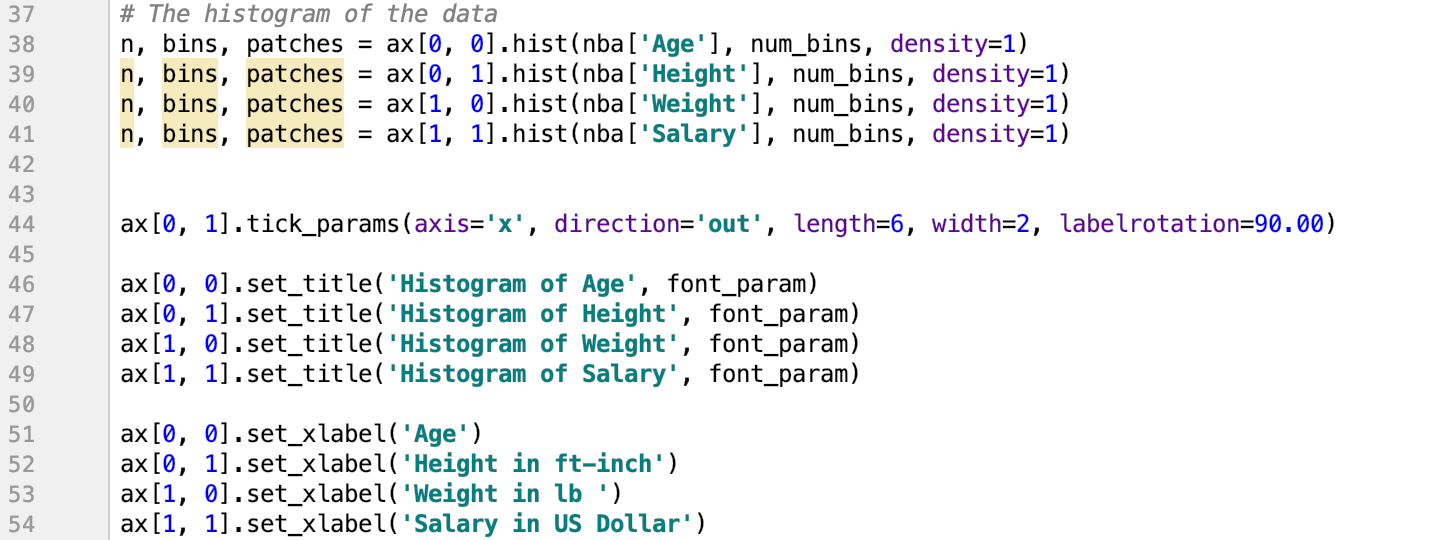 37 # The histogram of the data
38 n, bins, patches = ax[0, 0].hist(nba['Age'], num_bins, density=1)
39 n, bins, patches = ax[0, 1].hist(nba['Height'], num_bins, density=1)
40 n, bins, patches = ax[1, 0].hist(nba['Weight'], num_bins, density=1)
41 n, bins, patches = ax[1, 1].hist(nba['Salary'], num_bins, density=1)
42
43
44 ax[0, 1].tick_params(axis='x', direction='out', length=6, width=2, labelrotation=90.00)
45
46 ax[0, 0].set_title('Histogram of Age', font_param)
47 ax[0, 1].set_title('Histogram of Height', font_param)
48 ax[1, 0].set_title('Histogram of Weight', font_param)
49 ax[1, 1].set_title('Histogram of Salary', font_param)
50
51 ax[0, 0].set_xlabel('Age')
52 ax[0, 1].set_xlabel('Height in ft-inch')
53 ax[1, 0].set_xlabel('Weight in lb ')
54 ax[1, 1].set_xlabel('Salary in US Dollar')